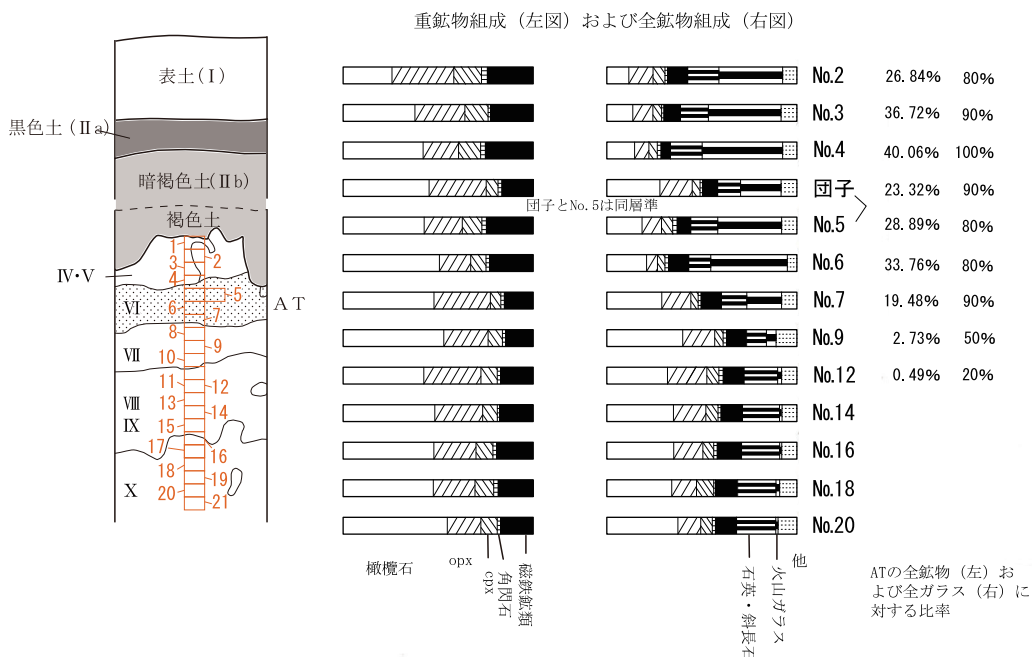 重鉱物組成（左図）および全鉱物組成（右図）
表土(I)
黒色土(IIa)
暗褐色土(IIb)
褐色土
IV・V
VI
AT
VII
VIII
IX
X
1
2
3
4
5
6
7
8
9
10
11
12
13
14
15
16
17
18
19
20
21
No.2 26.84% 80%
No.3 36.72% 90%
No.4 40.06% 100%
団子 23.32% 90%
団子とNo.5は同層準
No.5 28.89% 80%
No.6 33.76% 80%
No.7 19.48% 90%
No.9 2.73% 50%
No.12 0.49% 20%
No.14
No.16
No.18
No.20
橄欖石
opx
cpx
角閃石
磁鉄鉱類
石英・斜長石
火山ガラス
他
ATの全鉱物（左）お
よび全ガラス（右）に
対する比率